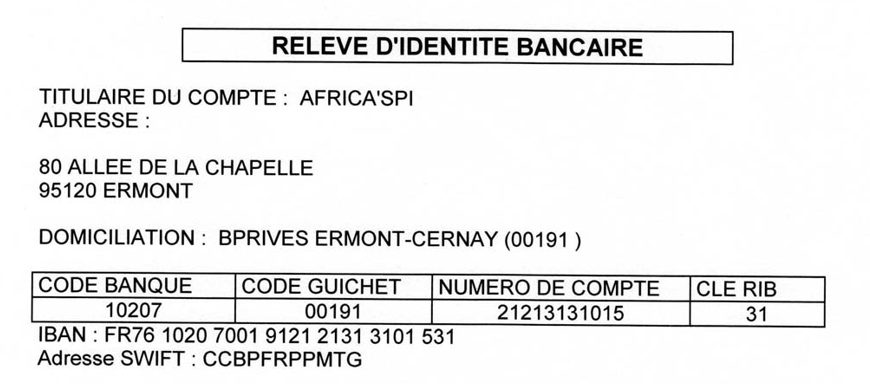 RELEVE D'IDENTITE BANCAIRE
TITULAIRE DU COMPTE : AFRICA'SPI
ADRESSE :
80 ALLEE DE LA CHAPELLE
95120 ERMONT
DOMICILIATION : BPRIVES ERMONT-CERNAY (00191 )
CODE BANQUE CODE GUICHET NUMERO DE COMPTE CLE RIB
10207 00191 21213131015 31
IBAN : FR76 1020 7001 9121 2131 3101 531
Adresse SWIFT : CCBPFRPPMTG